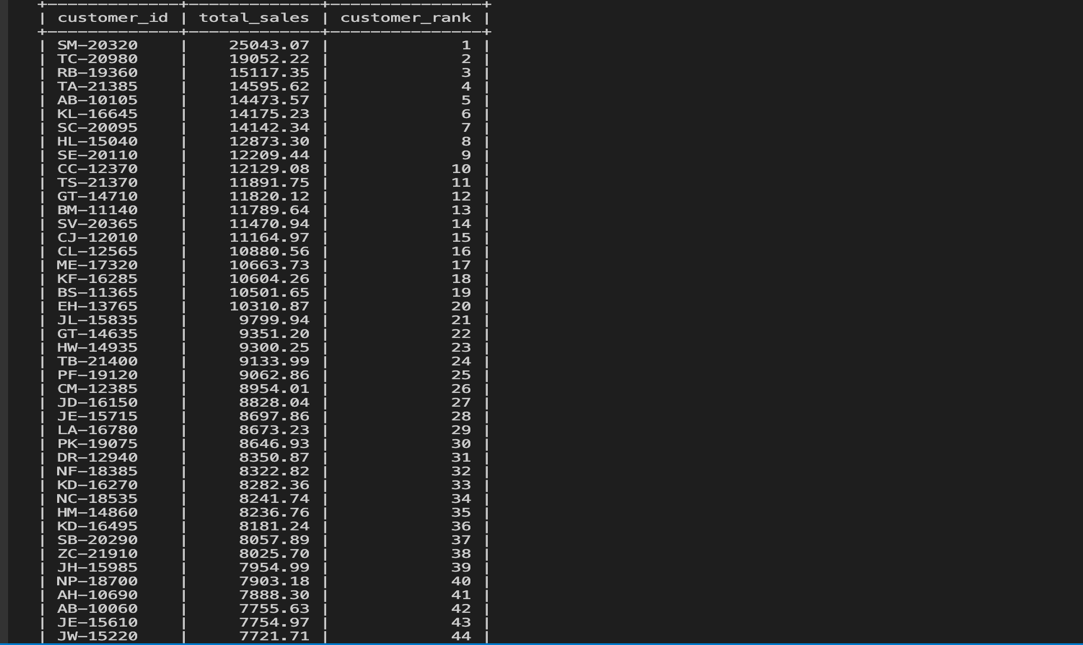 +-------------+-------------+---------------+
| customer_id | total_sales | customer_rank |
+-------------+-------------+---------------+
| SM-20320 | 25043.07 | 1 |
| TC-20980 | 19052.22 | 2 |
| RB-19360 | 15117.35 | 3 |
| TA-21385 | 14595.62 | 4 |
| AB-10105 | 14473.57 | 5 |
| KL-16645 | 14175.23 | 6 |
| SC-20095 | 14142.34 | 7 |
| HL-15040 | 12873.30 | 8 |
| SE-20110 | 12209.44 | 9 |
| CC-12370 | 12129.08 | 10 |
| TS-21370 | 11891.75 | 11 |
| GT-14710 | 11820.12 | 12 |
| BM-11140 | 11789.64 | 13 |
| SV-20365 | 11470.94 | 14 |
| CJ-12010 | 11164.97 | 15 |
| CL-12565 | 10880.56 | 16 |
| ME-17320 | 10663.73 | 17 |
| KF-16285 | 10604.26 | 18 |
| BS-11365 | 10501.65 | 19 |
| EH-13765 | 10310.87 | 20 |
| JL-15835 | 9799.94 | 21 |
| GT-14635 | 9351.20 | 22 |
| HW-14935 | 9300.25 | 23 |
| TB-21400 | 9133.99 | 24 |
| PF-19120 | 9062.86 | 25 |
| CM-12385 | 8954.01 | 26 |
| JD-16150 | 8828.04 | 27 |
| JE-15715 | 8697.86 | 28 |
| LA-16780 | 8673.23 | 29 |
| PK-19075 | 8646.93 | 30 |
| DR-12940 | 8350.87 | 31 |
| NF-18385 | 8322.82 | 32 |
| KD-16270 | 8282.36 | 33 |
| NC-18535 | 8241.74 | 34 |
| HM-14860 | 8236.76 | 35 |
| KD-16495 | 8181.24 | 36 |
| SB-20290 | 8057.89 | 37 |
| ZC-21910 | 8025.70 | 38 |
| JH-15985 | 7954.99 | 39 |
| NP-18700 | 7903.18 | 40 |
| AH-10690 | 7888.30 | 41 |
| AB-10060 | 7755.63 | 42 |
| JE-15610 | 7754.97 | 43 |
| JW-15220 | 7721.71 | 44 |